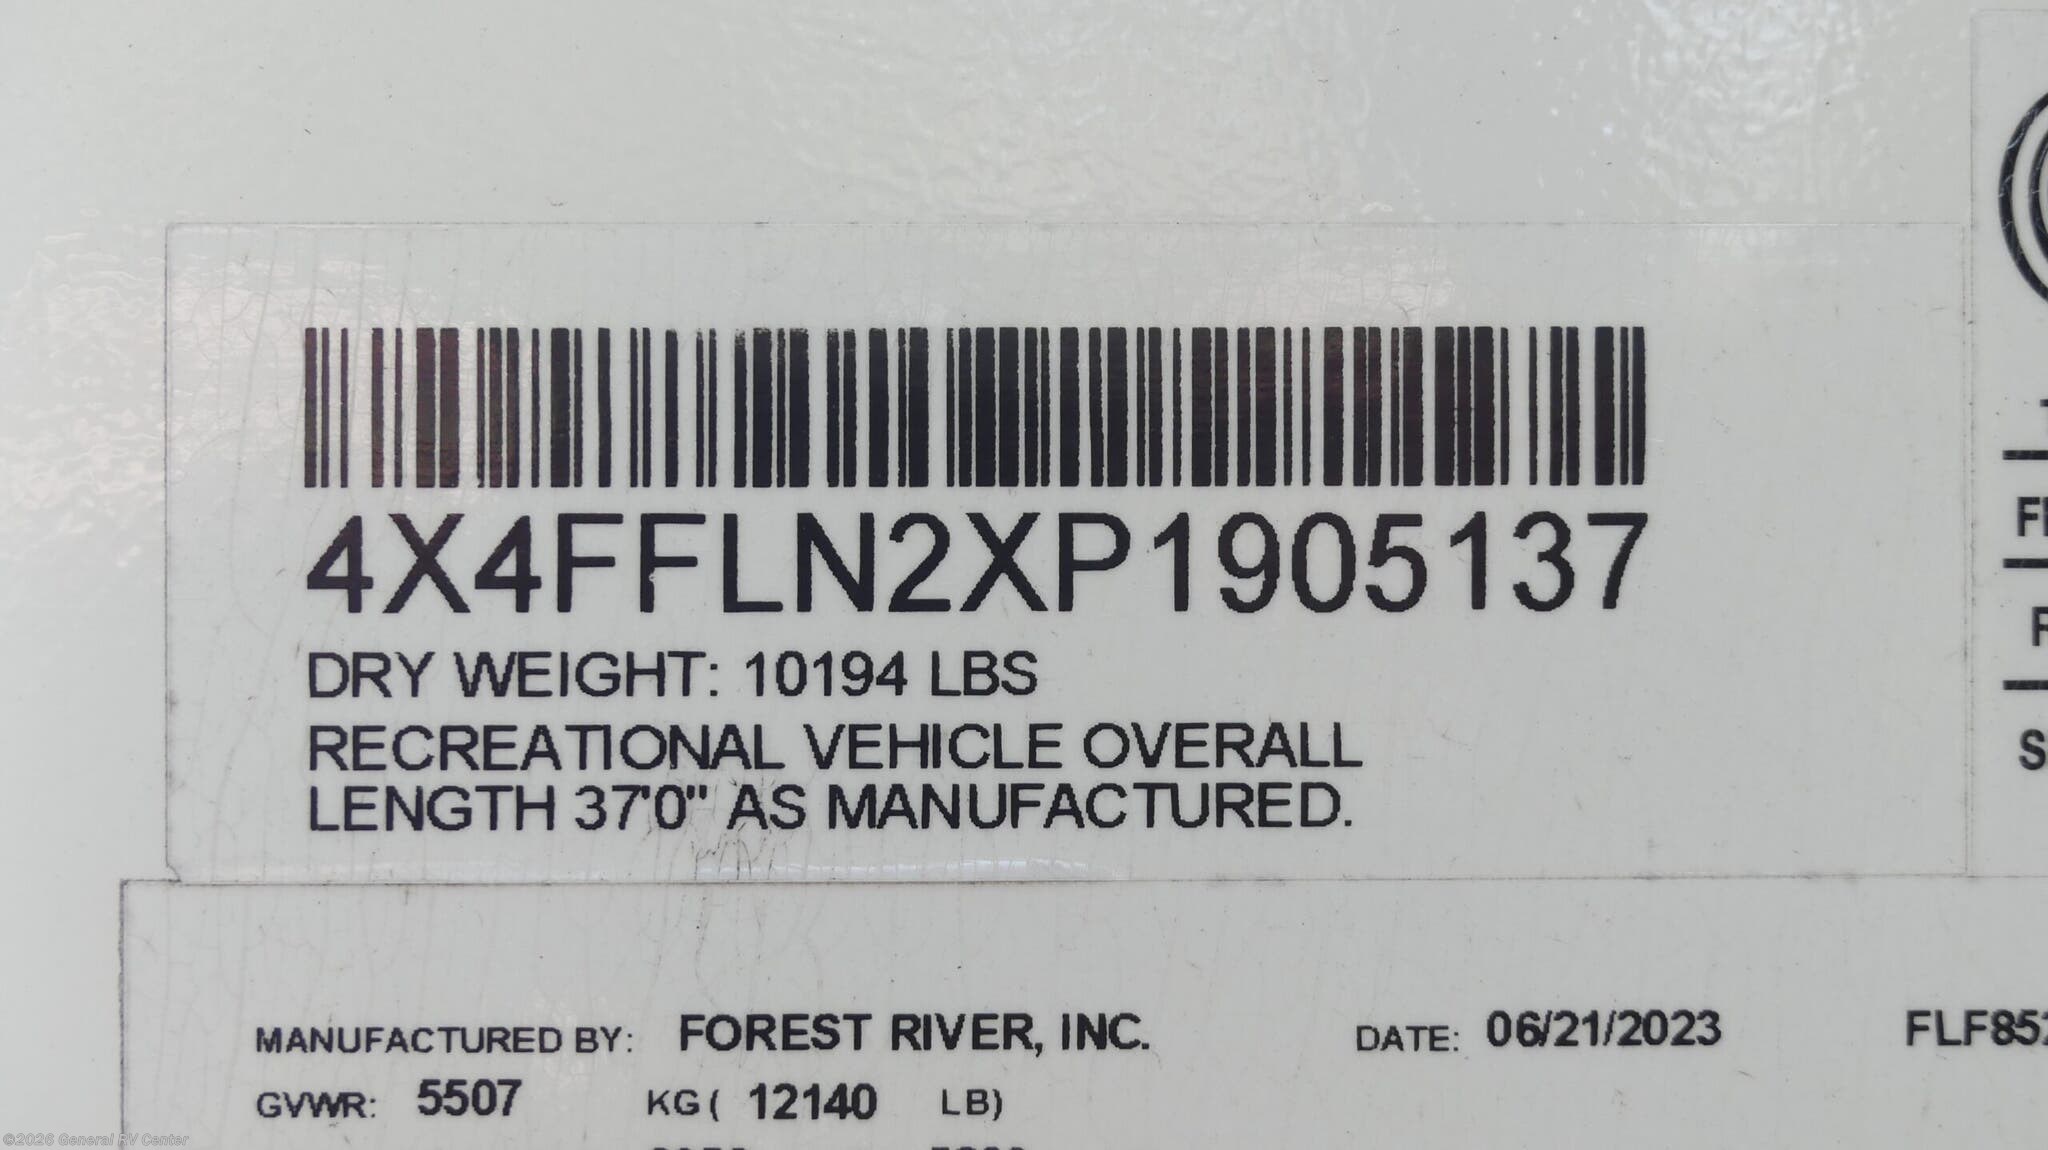 4X4FFLN2XP1905137
DRY WEIGHT: 10194 LBS
RECREATIONAL VEHICLE OVERALL
LENGTH 37'0" AS MANUFACTURED.
MANUFACTURED BY: FOREST RIVER, INC. DATE: 06/21/2023
GVWR: 5507 KG ( 12140 LB)
©2026 General RV Center